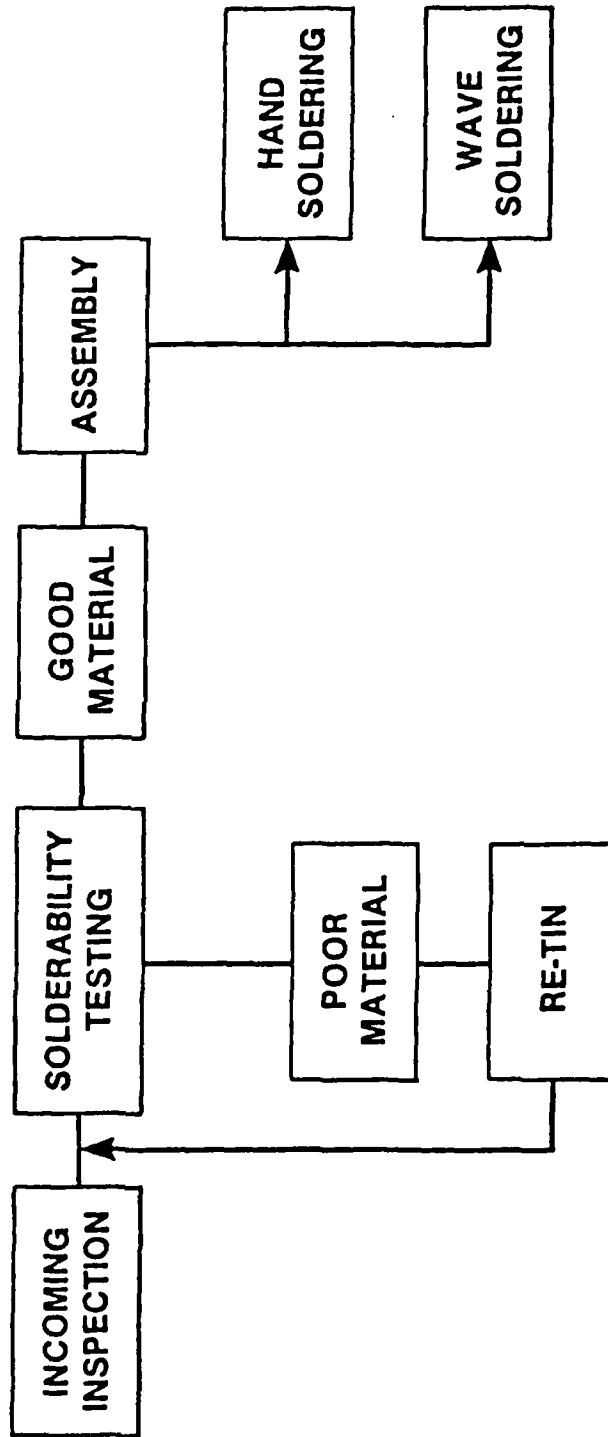 INCOMING
INSPECTION
SOLDERABILITY
TESTING
GOOD
MATERIAL
ASSEMBLY
POOR
MATERIAL
RE-TIN
HAND
SOLDERING
WAVE
SOLDERING